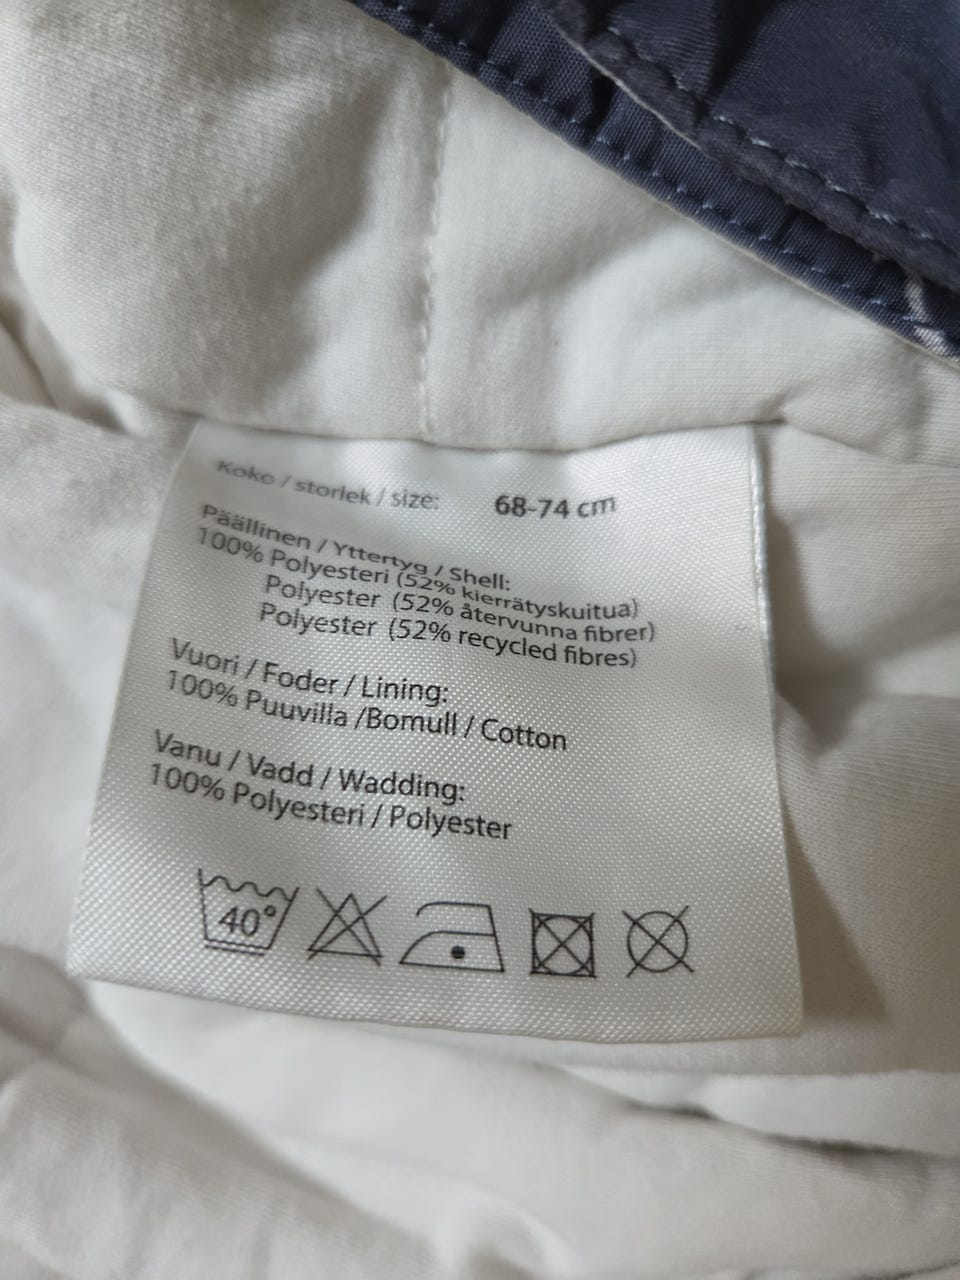 Koko / storlek / size: 68-74 cm
Päällinen / Yttertyg / Shell:
100% Polyesteri (52% kierrätyskuitua)
Polyester (52% återvunna fibrer)
Polyester (52% recycled fibres)
Vuori / Foder / Lining:
100% Puuvilla /Bomull / Cotton
Vanu / Vadd / Wadding:
100% Polyesteri / Polyester
40°